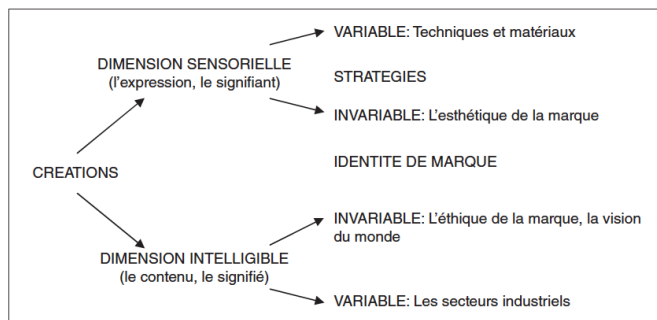 VARIABLE: Techniques et matériaux
DIMENSION SENSORIELLE
(l'expression, le signifiant)
STRATEGIES
INVARIABLE: L'esthétique de la marque
IDENTITE DE MARQUE
CREATIONS
INVARIABLE: L'éthique de la marque, la vision
du monde
DIMENSION INTELLIGIBLE
(le contenu, le signifié)
VARIABLE: Les secteurs industriels